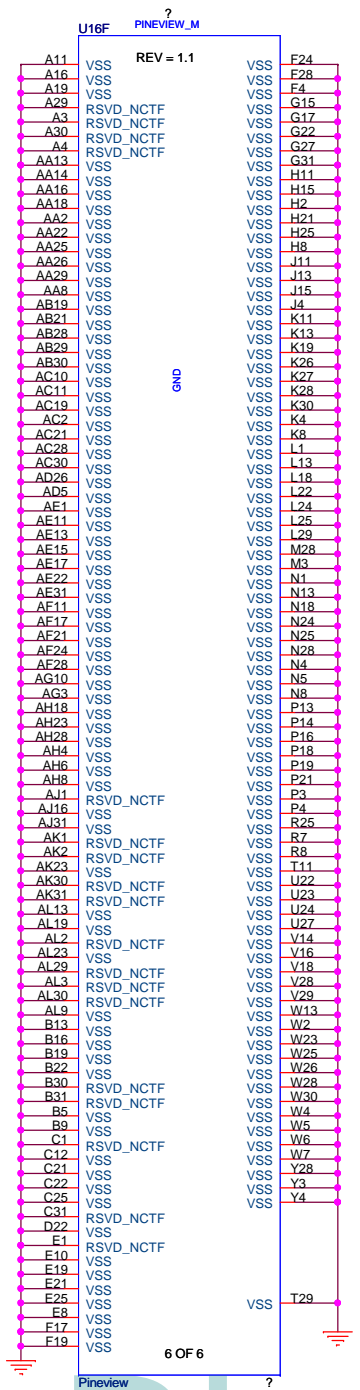 ?
U16F PINEVIEW_M
REV = 1.1
A11 VSS VSS F24
A16 VSS VSS F28
A19 VSS VSS F4
A29 RSVD_NCTF VSS G15
A3 RSVD_NCTF VSS G17
A30 RSVD_NCTF VSS G22
A4 RSVD_NCTF VSS G27
AA13 VSS VSS G31
AA14 VSS VSS H11
AA16 VSS VSS H15
AA18 VSS VSS H2
AA2 VSS VSS H21
AA22 VSS VSS H25
AA25 VSS VSS H8
AA26 VSS VSS J11
AA29 VSS VSS J13
AA8 VSS VSS J15
AB19 VSS VSS J4
AB21 VSS VSS K11
AB28 VSS VSS K13
AB29 VSS VSS K19
AB30 VSS VSS K26
AC10 VSS VSS K27
AC11 VSS VSS K28
AC19 VSS VSS K30
AC2 VSS VSS K4
AC21 VSS VSS K8
AC28 VSS VSS L1
AC30 VSS VSS L13
AD26 VSS VSS L18
AD5 VSS VSS L22
AE1 VSS VSS L24
AE11 VSS VSS L25
AE13 VSS VSS L29
AE15 VSS VSS M28
AE17 VSS VSS M3
AE22 VSS VSS N1
AE31 VSS VSS N13
AF11 VSS VSS N18
AF17 VSS VSS N24
AF21 VSS VSS N25
AF24 VSS VSS N28
AF28 VSS VSS N4
AG10 VSS VSS N5
AG3 VSS VSS N8
AH18 VSS VSS P13
AH23 VSS VSS P14
AH28 VSS VSS P16
AH4 VSS VSS P18
AH6 VSS VSS P19
AH8 VSS VSS P21
AJ1 RSVD_NCTF VSS P3
AJ16 VSS VSS P4
AJ31 VSS VSS R25
AK1 RSVD_NCTF VSS R7
AK2 RSVD_NCTF VSS R8
AK23 VSS VSS T11
AK30 RSVD_NCTF VSS U22
AK31 RSVD_NCTF VSS U23
AL13 VSS VSS U24
AL19 VSS VSS U27
AL2 RSVD_NCTF VSS V14
AL23 VSS VSS V16
AL29 RSVD_NCTF VSS V18
AL3 RSVD_NCTF VSS V28
AL30 RSVD_NCTF VSS V29
AL9 VSS VSS W13
B13 VSS VSS W2
B16 VSS VSS W23
B19 VSS VSS W25
B22 VSS VSS W26
B30 RSVD_NCTF VSS W28
B31 RSVD_NCTF VSS W30
B5 VSS VSS W4
B9 VSS VSS W5
C1 RSVD_NCTF VSS W6
C12 VSS VSS W7
C21 VSS VSS Y28
C22 VSS VSS Y3
C25 VSS VSS Y4
C31 RSVD_NCTF
D22 VSS
E1 RSVD_NCTF
E10 VSS
E19 VSS
E21 VSS
E25 VSS VSS T29
E8 VSS
F17 VSS
F19 VSS
GND
6 OF 6
Pineview ?